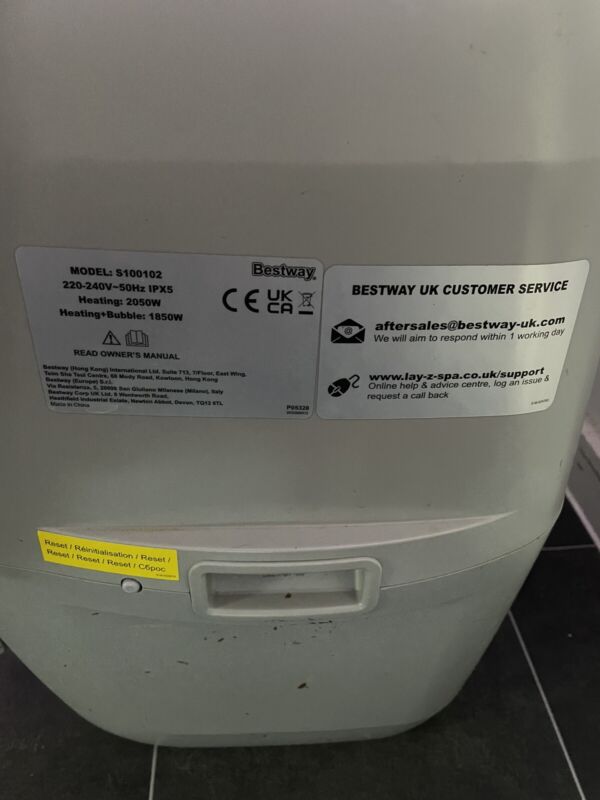 MODEL: S100102
220-240V~50Hz IPX5
Heating: 2050W
Heating+Bubble: 1850W
READ OWNER'S MANUAL
Bestway
CE UK CA
Bestway (Hong Kong) International Ltd. Suite 713, 7/Floor, East Wing,
Tsim Sha Tsui Centre, 66 Mody Road, Kowloon, Hong Kong
Bestway (Europe) S.r.l.
Via Resistenza, 5, 20098 San Giuliano Milanese (Milano), Italy
Bestway Corp UK Ltd. 8 Wentworth Road,
Heathfield Industrial Estate, Newton Abbot, Devon, TQ12 6TL
Made in China
BESTWAY UK CUSTOMER SERVICE
@
aftersales@bestway-uk.com
We will aim to respond within 1 working day
www.lay-z-spa.co.uk/support
Online help & advice centre, log an issue &
request a call back
Reset / Réinitialisation / Reset /
Reset / Reset / Reset / Сброс